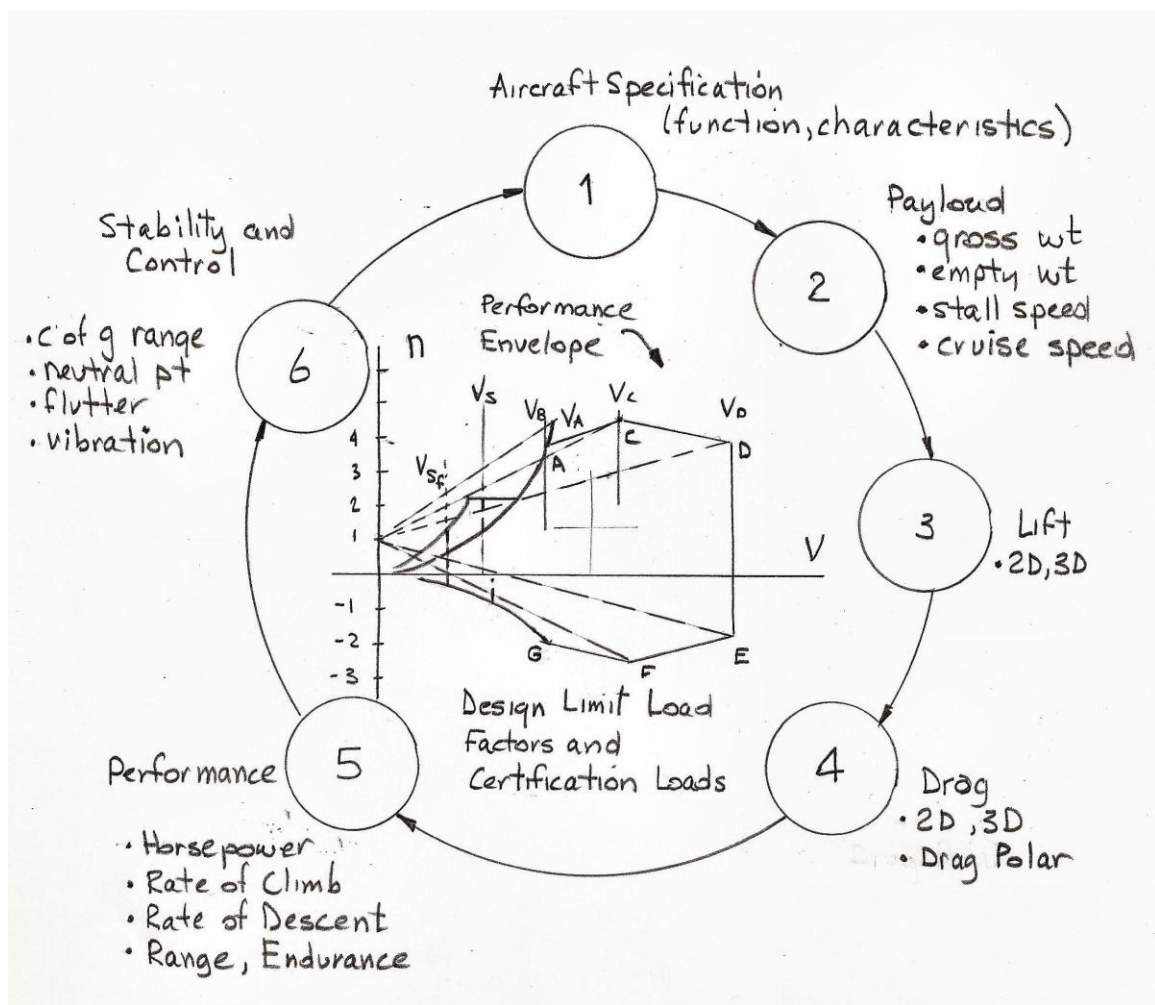 Aircraft Specification
(function, characteristics)
1
Payload
• gross wt
• empty wt
• stall speed
• cruise speed
2
Stability and
Control
• c of g range
• neutral pt
• flutter
• vibration
6
Performance
Envelope
n
Vs
VB
VA
Vc
VD
Vsf
4
3
2
1
-1
-2
-3
A
C
D
V
G
F
E
3
Lift
• 2D, 3D
Design Limit Load
Factors and
Certification Loads
5
Performance
• Horsepower
• Rate of Climb
• Rate of Descent
• Range, Endurance
4
Drag
• 2D, 3D
• Drag Polar